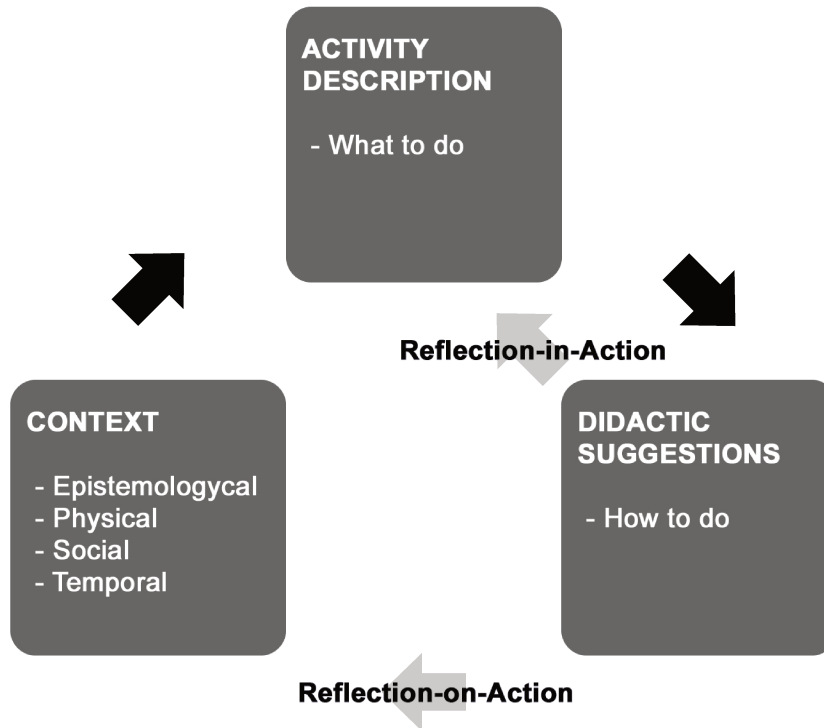 ACTIVITY
DESCRIPTION
- What to do
Reflection-in-Action
CONTEXT
- Epistemologycal
- Physical
- Social
- Temporal
DIDACTIC
SUGGESTIONS
- How to do
Reflection-on-Action